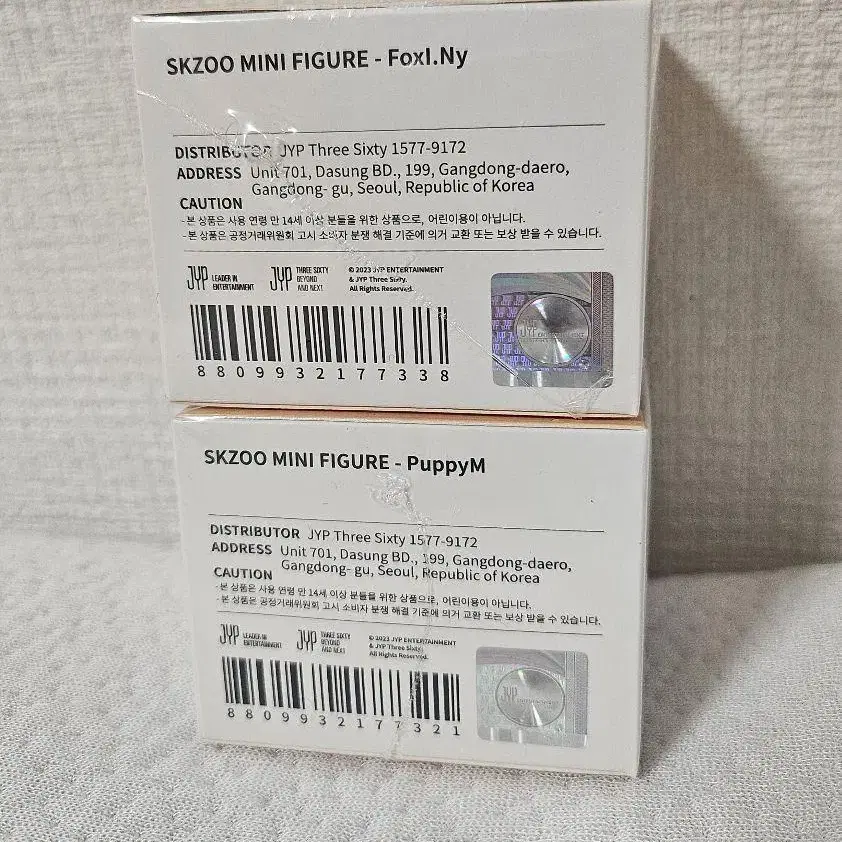 SKZOO MINI FIGURE - FoxI.Ny
DISTRIBUTOR JYP Three Sixty 1577-9172
ADDRESS Unit 701, Dasung BD., 199, Gangdong-daero,
Gangdong- gu, Seoul, Republic of Korea
CAUTION
- 본 상품은 사용 연령 만 14세 이상 분들을 위한 상품으로, 어린이용이 아닙니다.
- 본 상품은 공정거래위원회 고시 소비자 분쟁 해결 기준에 의거 교환 또는 보상 받을 수 있습니다.
JYP LEADER IN
ENTERTAINMENT
JYP THREE SIXTY
BEYOND
AND NEXT
© 2023 JYP ENTERTAINMENT
& JYP Three Sixty.
All Rights Reserved.
JYP
8809932177338
SKZOO MINI FIGURE - PuppyM
DISTRIBUTOR JYP Three Sixty 1577-9172
ADDRESS Unit 701, Dasung BD., 199, Gangdong-daero,
Gangdong- gu, Seoul, Republic of Korea
CAUTION
- 본 상품은 사용 연령 만 14세 이상 분들을 위한 상품으로, 어린이용이 아닙니다.
- 본 상품은 공정거래위원회 고시 소비자 분쟁 해결 기준에 의거 교환 또는 보상 받을 수 있습니다.
JYP LEADER IN
ENTERTAINMENT
JYP THREE SIXTY
BEYOND
AND NEXT
© 2023 JYP ENTERTAINMENT
& JYP Three Sixty.
All Rights Reserved.
JYP
8809932177321